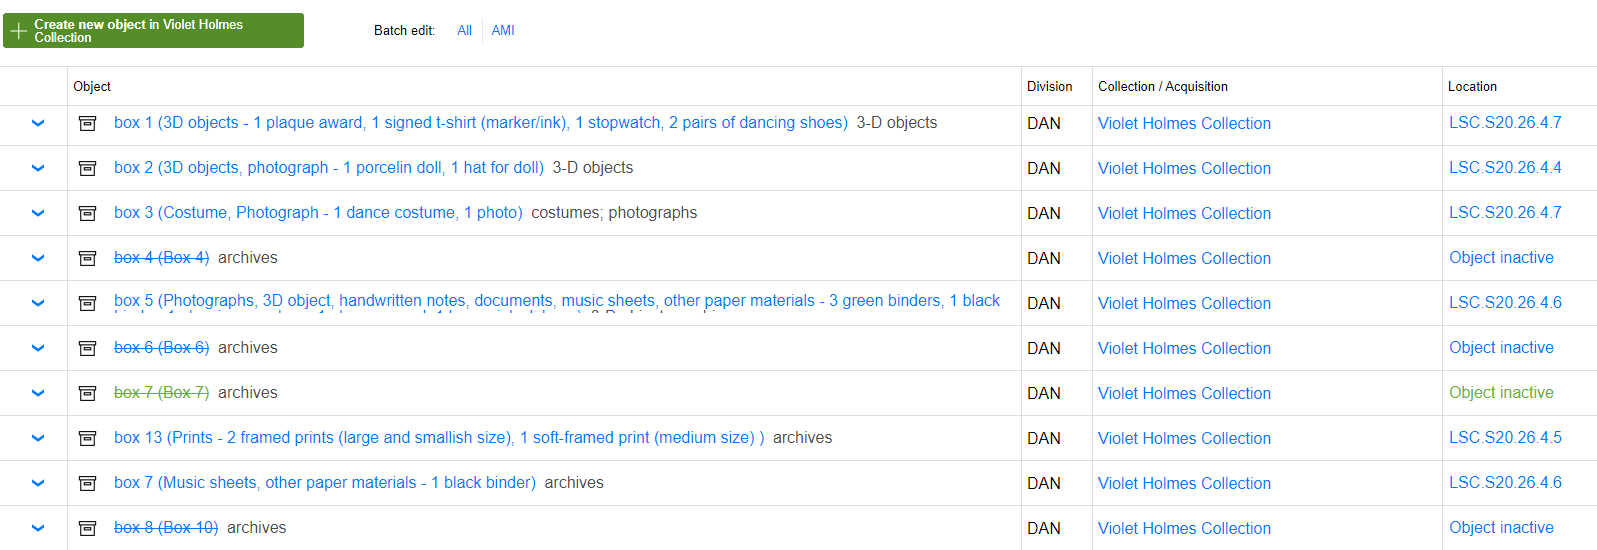 Create new object in Violet Holmes
Collection
Batch edit: All AMI
Object Division Collection / Acquisition Location
box 1 (3D objects - 1 plaque award, 1 signed t-shirt (marker/ink), 1 stopwatch, 2 pairs of dancing shoes) 3-D objects DAN Violet Holmes Collection LSC.S20.26.4.7
box 2 (3D objects, photograph - 1 porcelin doll, 1 hat for doll) 3-D objects DAN Violet Holmes Collection LSC.S20.26.4.4
box 3 (Costume, Photograph - 1 dance costume, 1 photo) costumes; photographs DAN Violet Holmes Collection LSC.S20.26.4.7
box 4 (Box 4) archives DAN Violet Holmes Collection Object inactive
box 5 (Photographs, 3D object, handwritten notes, documents, music sheets, other paper materials - 3 green binders, 1 black DAN Violet Holmes Collection LSC.S20.26.4.6
box 6 (Box 6) archives DAN Violet Holmes Collection Object inactive
box 7 (Box 7) archives DAN Violet Holmes Collection Object inactive
box 13 (Prints - 2 framed prints (large and smallish size), 1 soft-framed print (medium size) ) archives DAN Violet Holmes Collection LSC.S20.26.4.5
box 7 (Music sheets, other paper materials - 1 black binder) archives DAN Violet Holmes Collection LSC.S20.26.4.6
box 8 (Box 10) archives DAN Violet Holmes Collection Object inactive